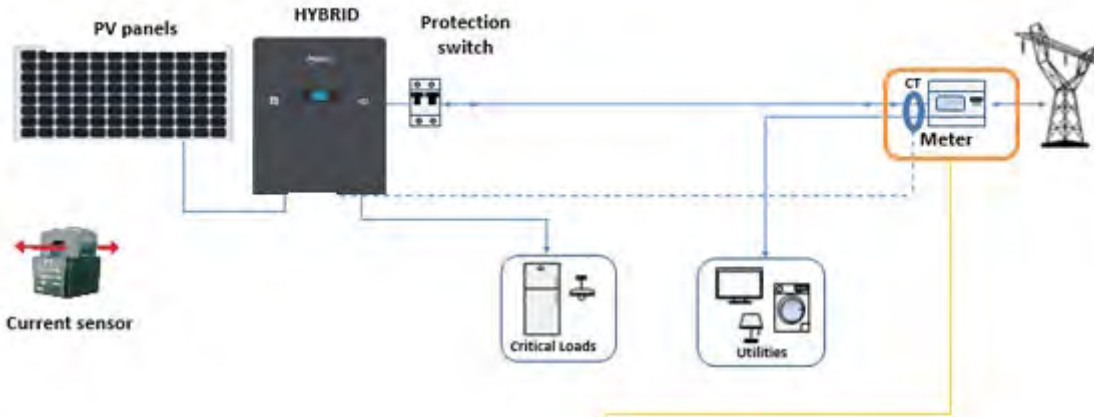 HYBRID
PV panels
Protection
switch
CT
Meter
Current sensor
Critical Loads
Utilities